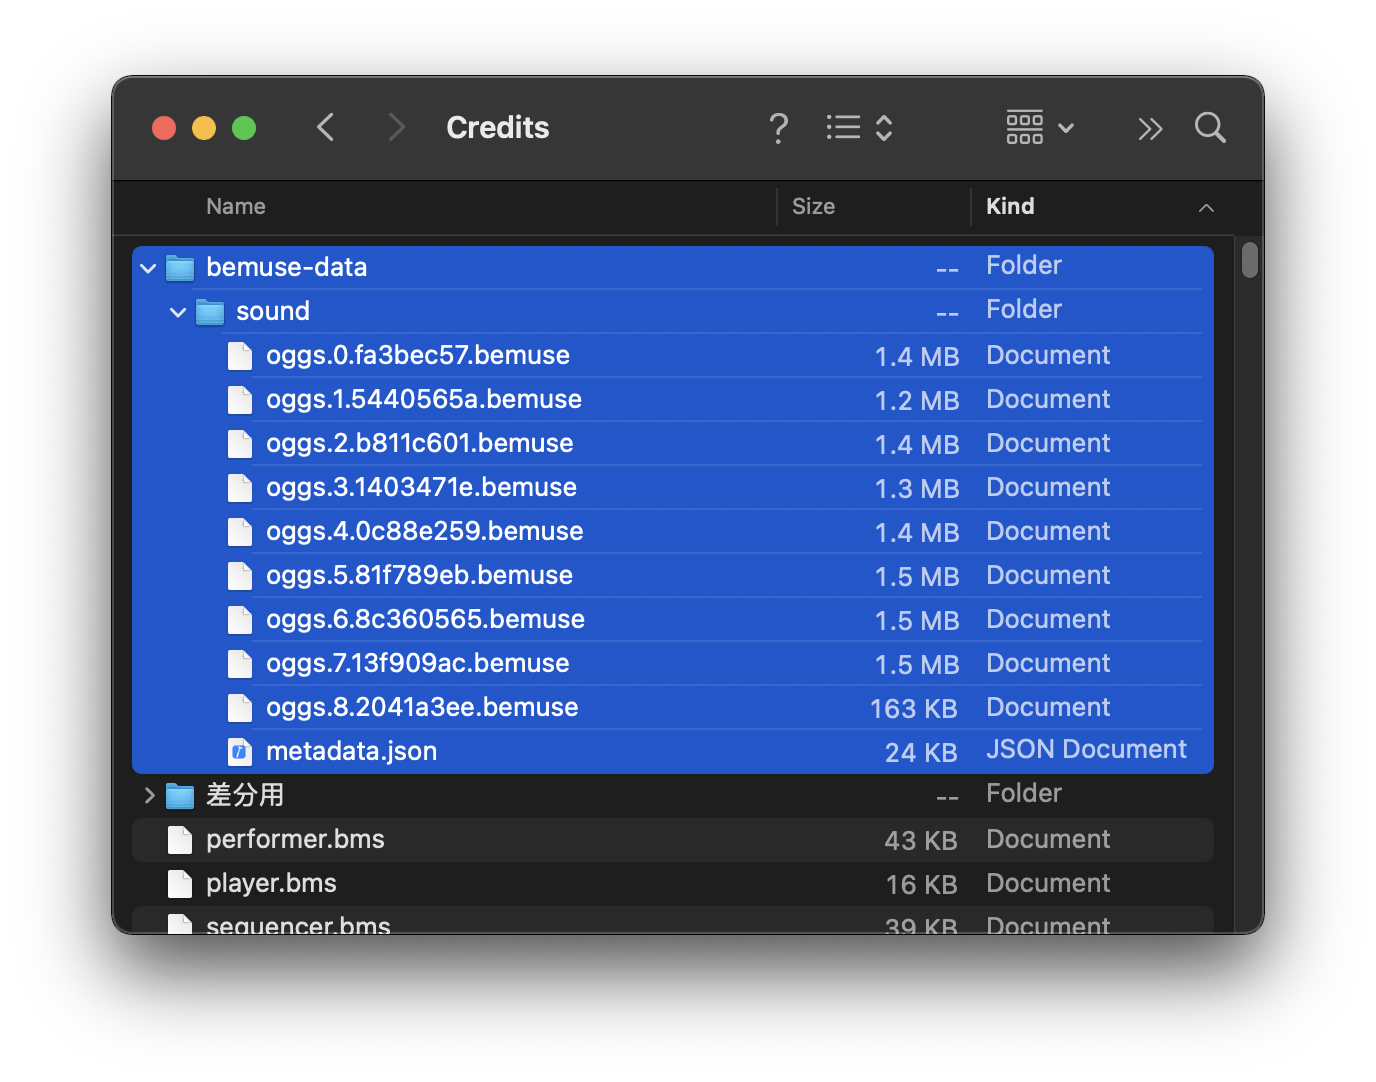 Credits
Name Size Kind
bemuse-data -- Folder
sound -- Folder
oggs.0.fa3bec57.bemuse 1.4 MB Document
oggs.1.5440565a.bemuse 1.2 MB Document
oggs.2.b811c601.bemuse 1.4 MB Document
oggs.3.1403471e.bemuse 1.3 MB Document
oggs.4.0c88e259.bemuse 1.4 MB Document
oggs.5.81f789eb.bemuse 1.5 MB Document
oggs.6.8c360565.bemuse 1.5 MB Document
oggs.7.13f909ac.bemuse 1.5 MB Document
oggs.8.2041a3ee.bemuse 163 KB Document
metadata.json 24 KB JSON Document
差分用 -- Folder
performer.bms 43 KB Document
player.bms 16 KB Document
sequencer.bms 39 KB Document